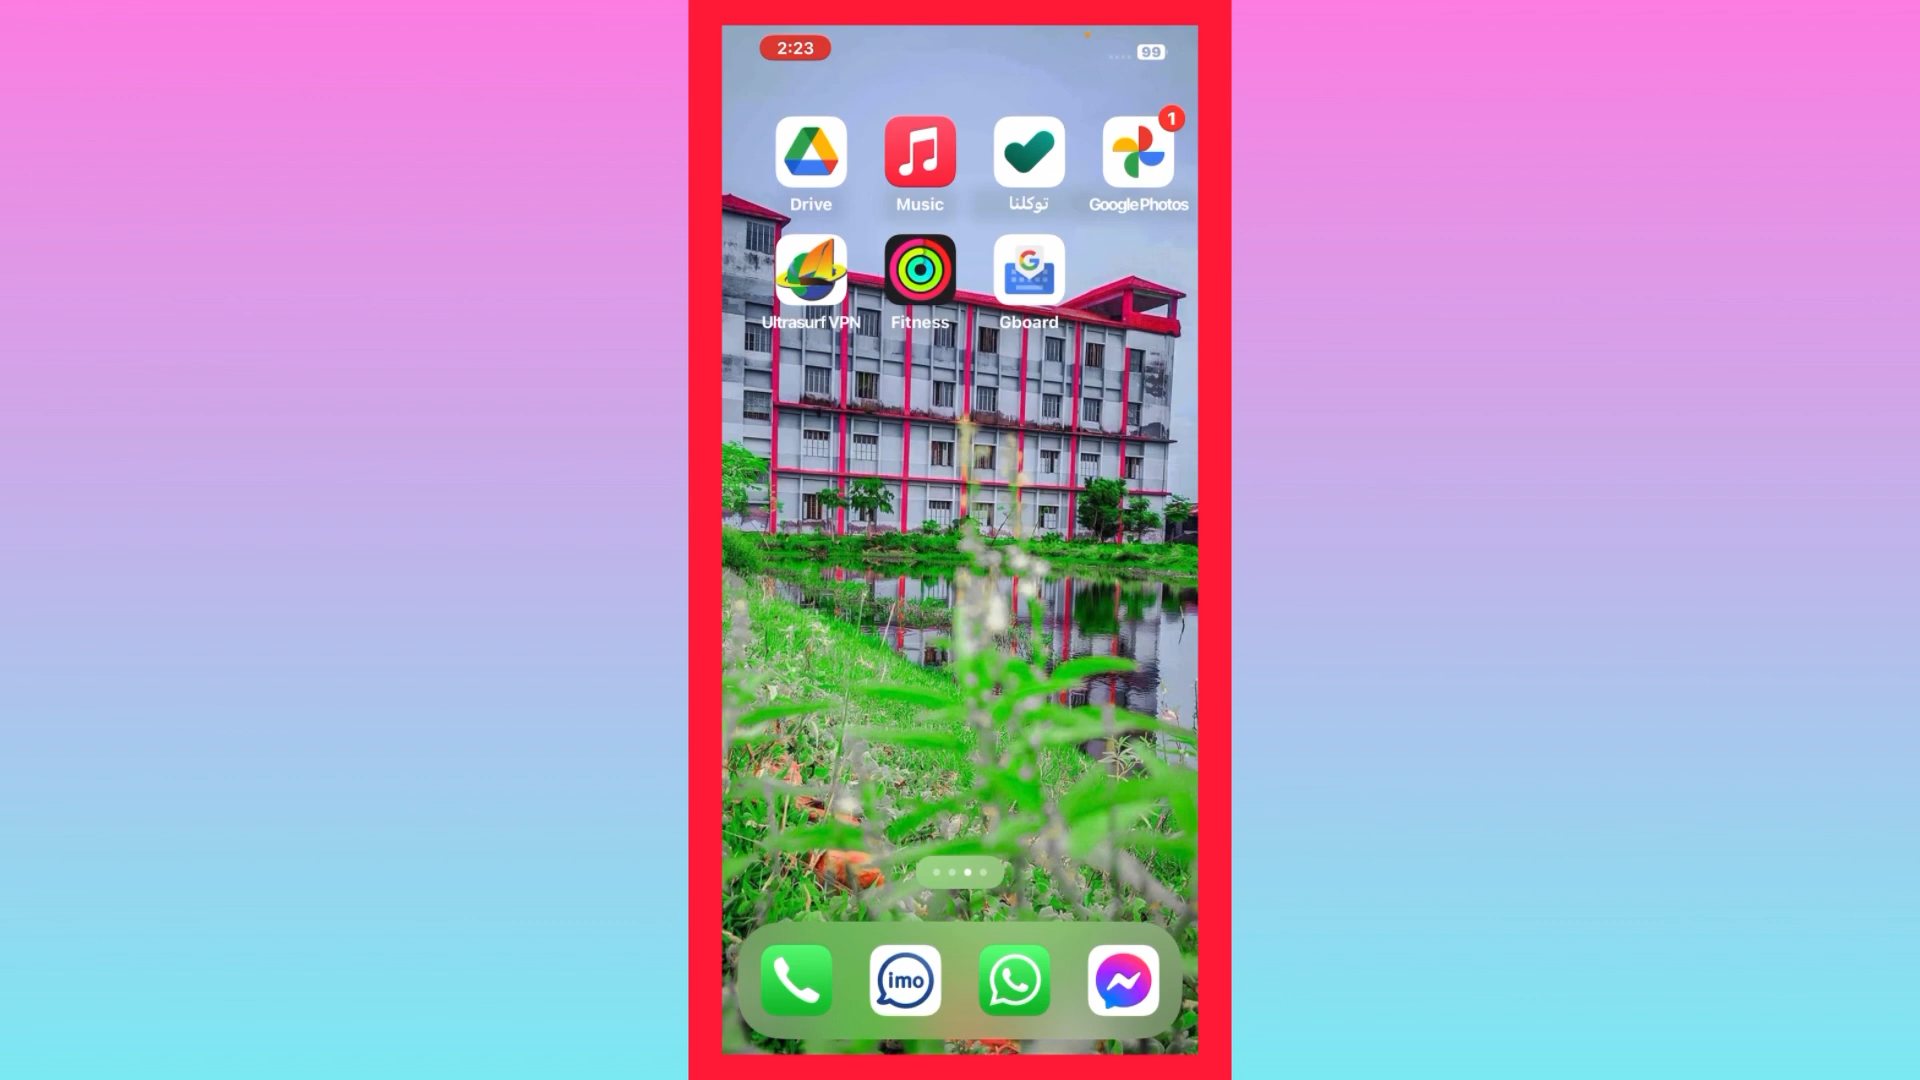 2:23
99
1
Drive
Music
توكلنا
Google Photos
G
Ultrasurf VPN
Fitness
Gboard
imo